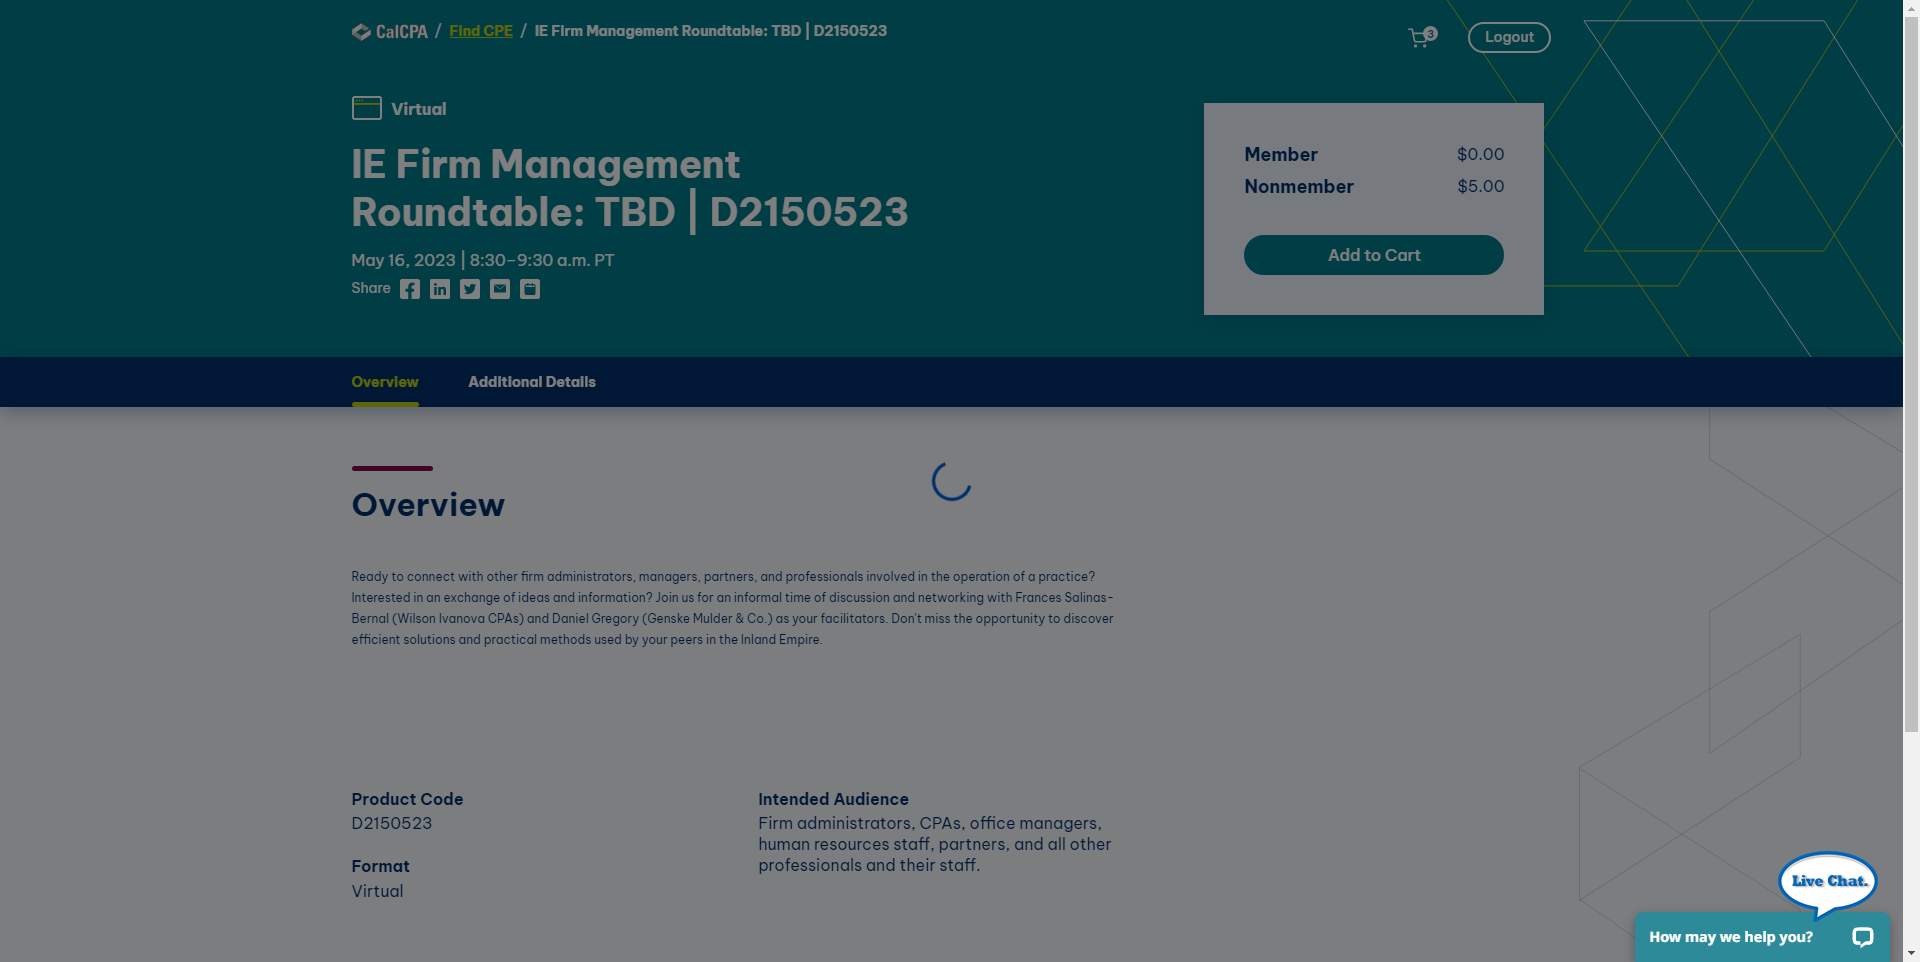 CalCPA / Find CPE / IE Firm Management Roundtable: TBD | D2150523
3
Logout
Virtual
IE Firm Management
Roundtable: TBD | D2150523
May 16, 2023 | 8:30–9:30 a.m. PT
Share
Member $0.00
Nonmember $5.00
Add to Cart
Overview
Additional Details
Overview
Ready to connect with other firm administrators, managers, partners, and professionals involved in the operation of a practice?
Interested in an exchange of ideas and information? Join us for an informal time of discussion and networking with Frances Salinas-
Bernal (Wilson Ivanova CPAs) and Daniel Gregory (Genske Mulder & Co.) as your facilitators. Don't miss the opportunity to discover
efficient solutions and practical methods used by your peers in the Inland Empire.
Product Code
D2150523
Format
Virtual
Intended Audience
Firm administrators, CPAs, office managers,
human resources staff, partners, and all other
professionals and their staff.
Live Chat.
How may we help you?